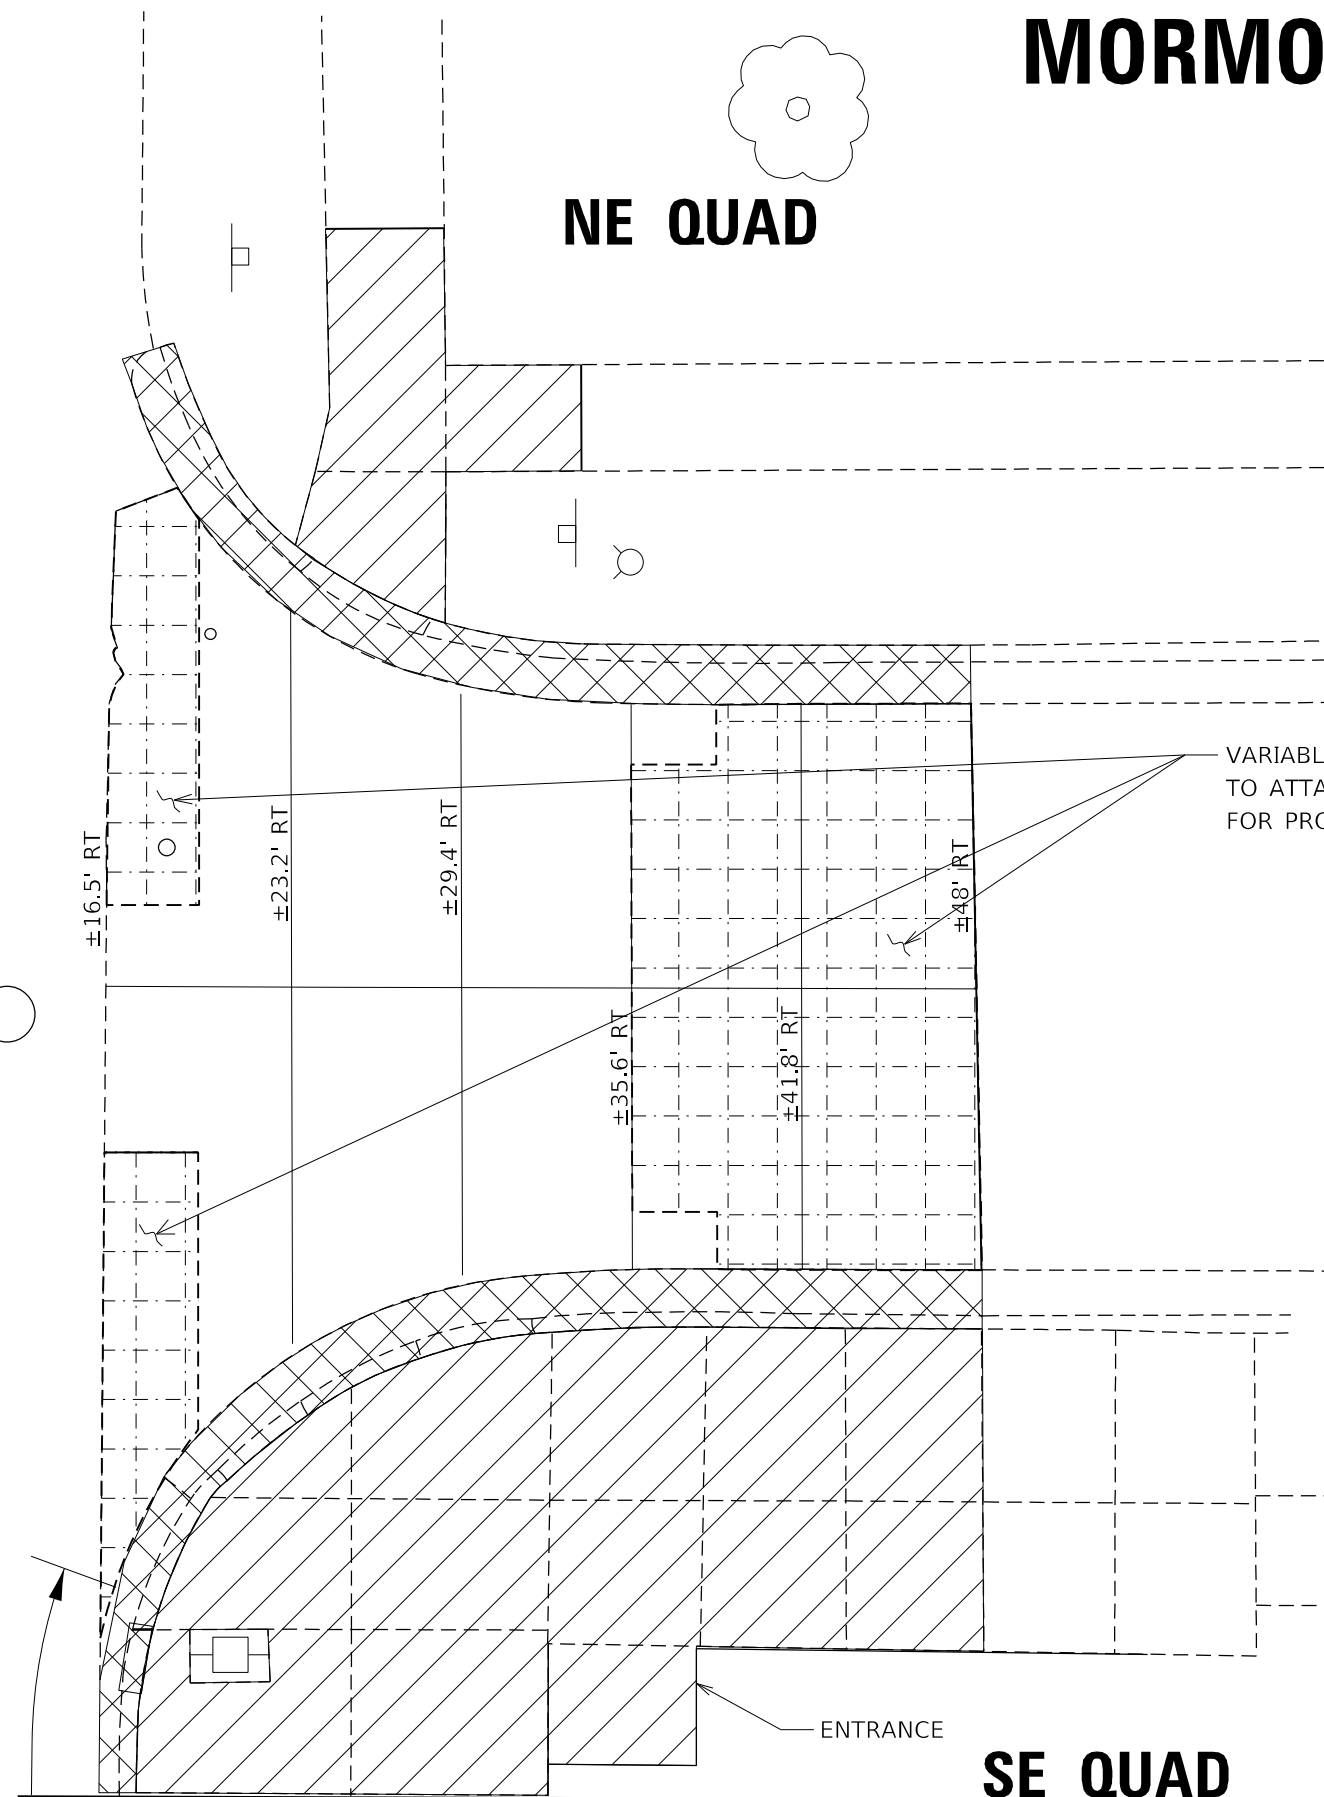 MORMO
NE QUAD
VARIABL
TO ATTA
FOR PRO
±16.5' RT
±23.2' RT
±29.4' RT
±48' RT
±35.6' RT
±41.8' RT
ENTRANCE
SE QUAD